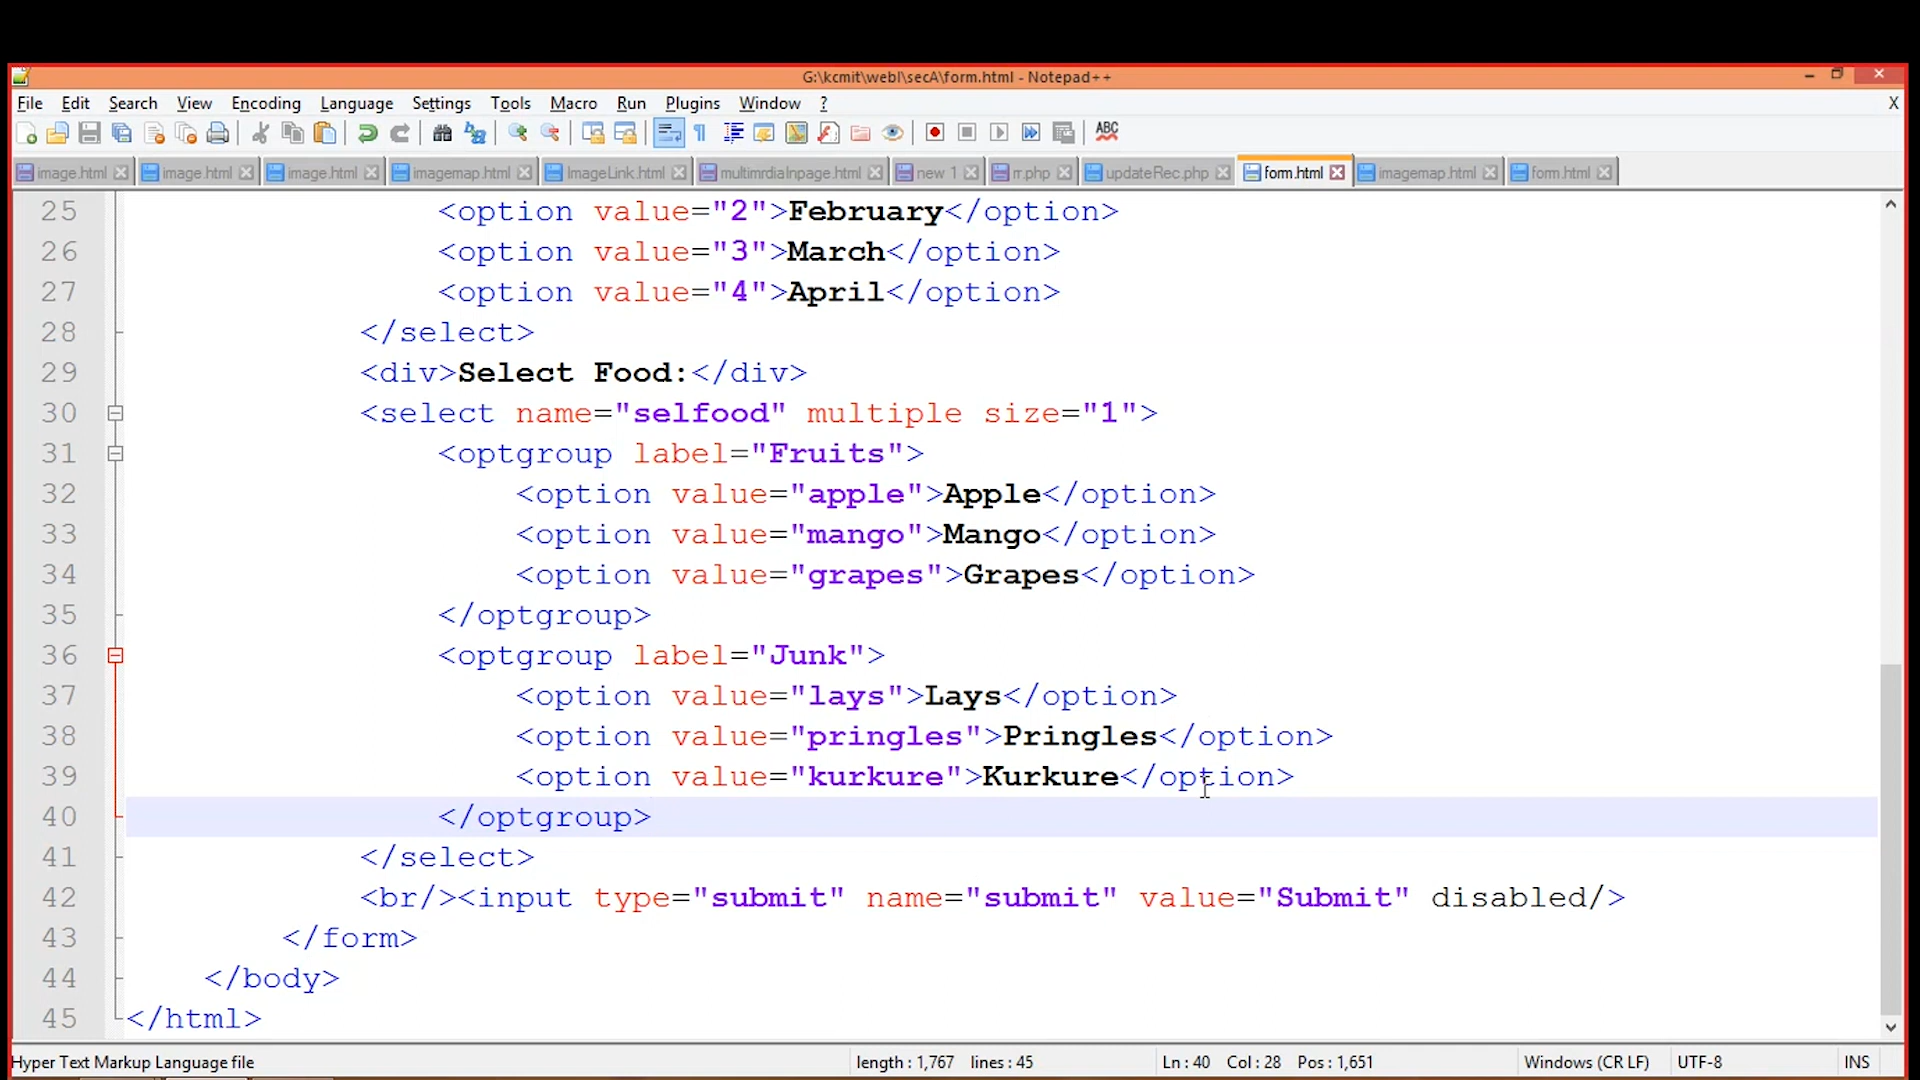 G:\kcmit\webI\secA\form.html - Notepad++
File Edit Search View Encoding Language Settings Tools Macro Run Plugins Window ? X
ABC
image.html image.html image.html imagemap.html ImageLink.html multimrdiaInpage.html new 1 rr.php updateRec.php form.html imagemap.html form.html
25 <option value="2">February</option>
26 <option value="3">March</option>
27 <option value="4">April</option>
28 </select>
29 <div>Select Food:</div>
30 <select name="selfood" multiple size="1">
31 <optgroup label="Fruits">
32 <option value="apple">Apple</option>
33 <option value="mango">Mango</option>
34 <option value="grapes">Grapes</option>
35 </optgroup>
36 <optgroup label="Junk">
37 <option value="lays">Lays</option>
38 <option value="pringles">Pringles</option>
39 <option value="kurkure">Kurkure</option>
40 </optgroup>
41 </select>
42 <br/><input type="submit" name="submit" value="Submit" disabled/>
43 </form>
44 </body>
45 </html>
Hyper Text Markup Language file length : 1,767 lines : 45 Ln : 40 Col : 28 Pos : 1,651 Windows (CR LF) UTF-8 INS